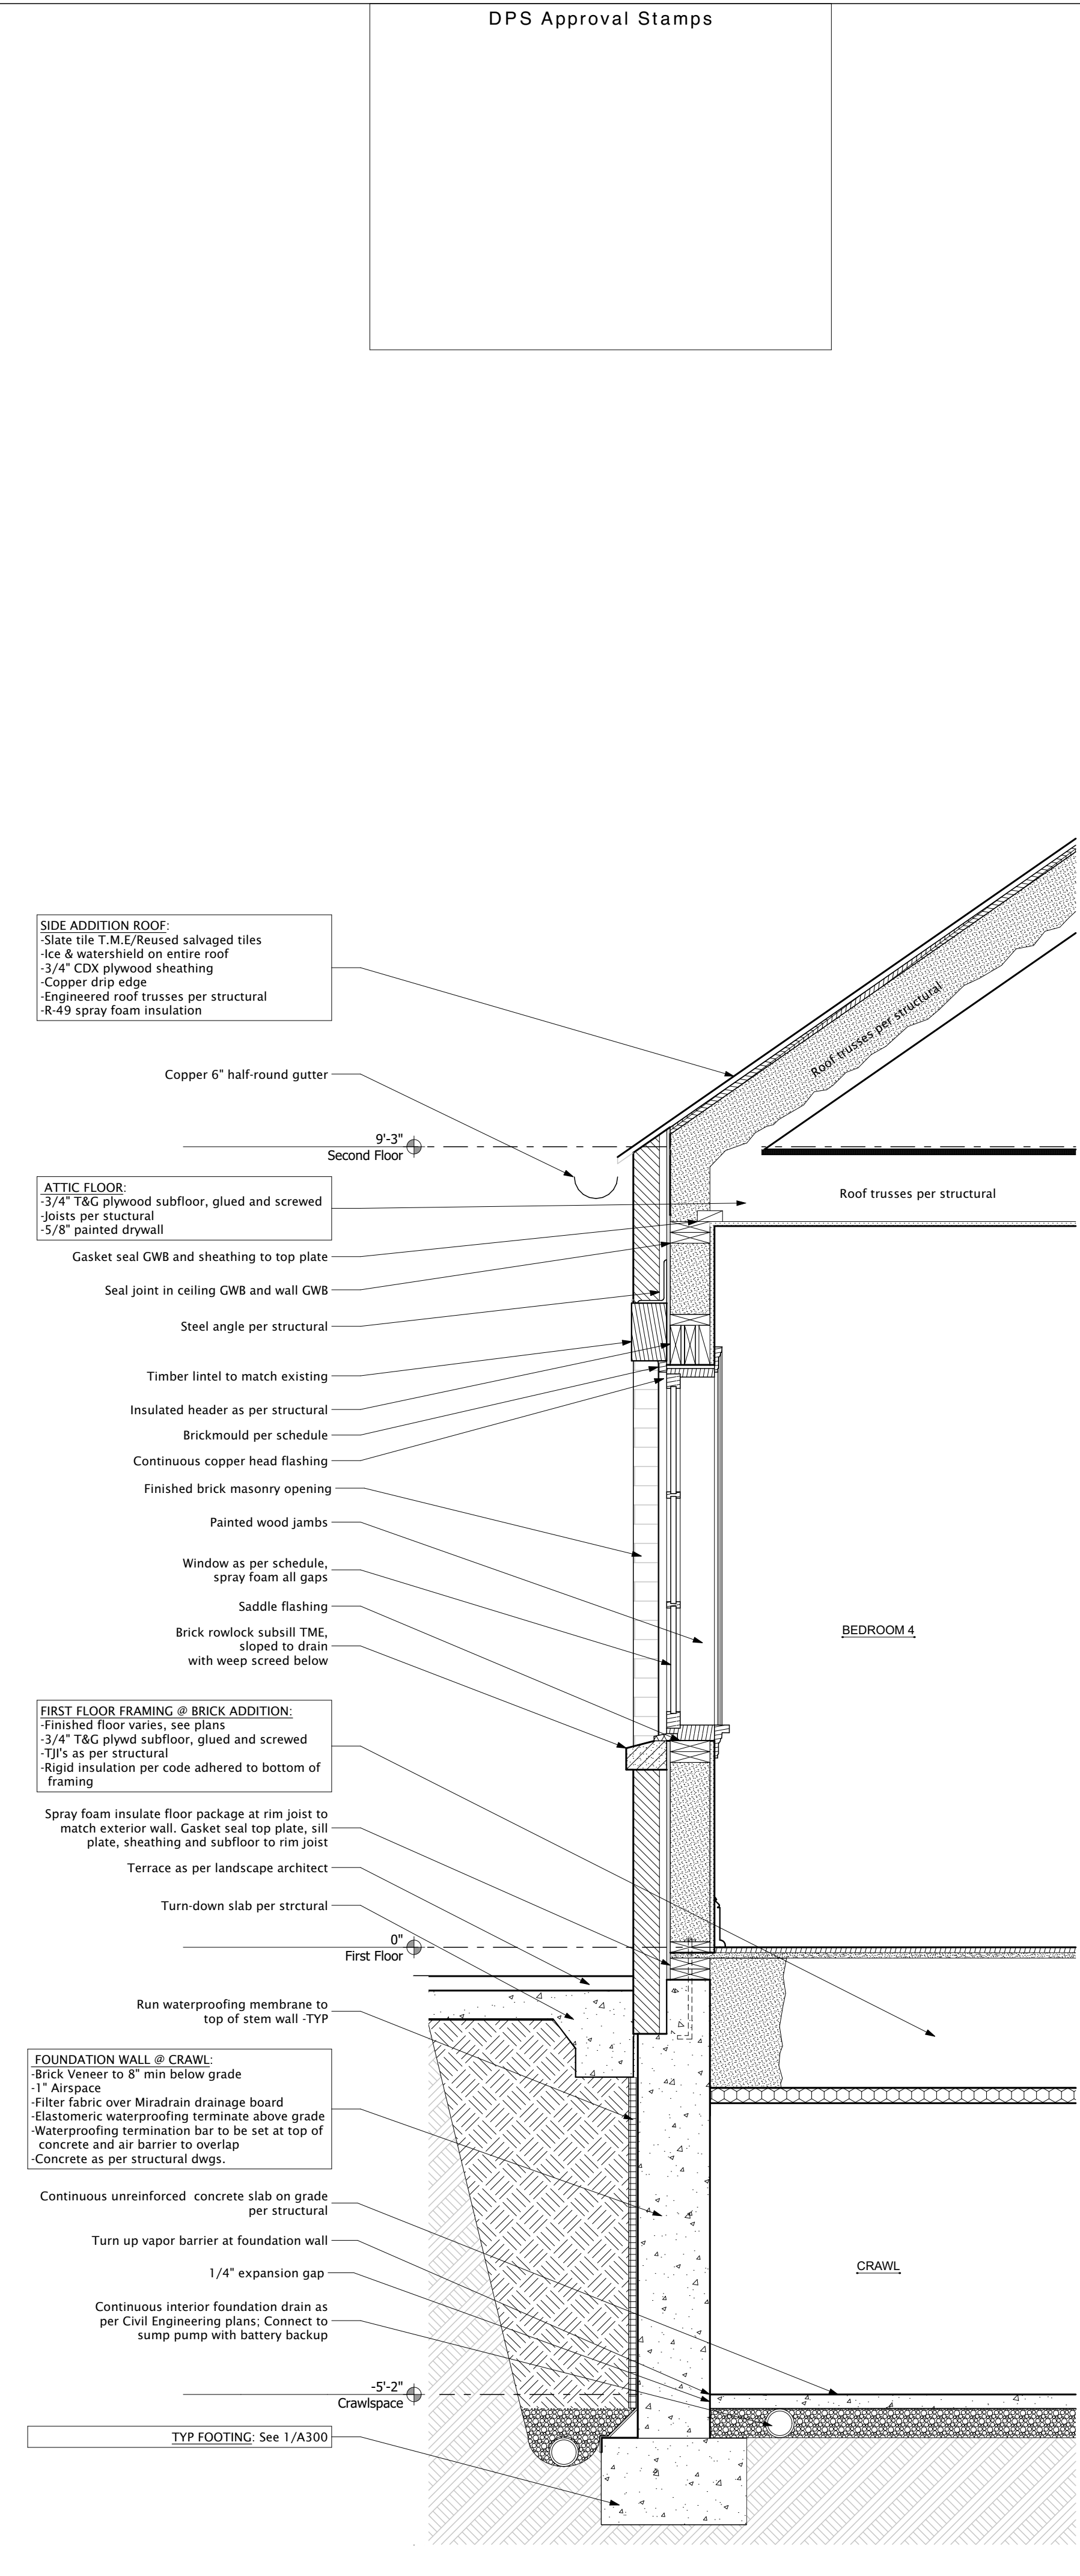 DPS Approval Stamps
SIDE ADDITION ROOF:
-Slate tile T.M.E/Reused salvaged tiles
-Ice & watershield on entire roof
-3/4" CDX plywood sheathing
-Copper drip edge
-Engineered roof trusses per structural
-R-49 spray foam insulation
Roof trusses per structural
Copper 6" half-round gutter
9'-3"
Second Floor
ATTIC FLOOR:
-3/4" T&G plywood subfloor, glued and screwed
-Joists per stuctural
-5/8" painted drywall
Roof trusses per structural
Gasket seal GWB and sheathing to top plate
Seal joint in ceiling GWB and wall GWB
Steel angle per structural
Timber lintel to match existing
Insulated header as per structural
Brickmould per schedule
Continuous copper head flashing
Finished brick masonry opening
Painted wood jambs
Window as per schedule,
spray foam all gaps
Saddle flashing
Brick rowlock subsill TME,
sloped to drain
with weep screed below
BEDROOM 4
FIRST FLOOR FRAMING @ BRICK ADDITION:
-Finished floor varies, see plans
-3/4" T&G plywd subfloor, glued and screwed
-TJI's as per structural
-Rigid insulation per code adhered to bottom of
framing
Spray foam insulate floor package at rim joist to
match exterior wall. Gasket seal top plate, sill
plate, sheathing and subfloor to rim joist
Terrace as per landscape architect
Turn-down slab per strctural
0"
First Floor
Run waterproofing membrane to
top of stem wall -TYP
FOUNDATION WALL @ CRAWL:
-Brick Veneer to 8" min below grade
-1" Airspace
-Filter fabric over Miradrain drainage board
-Elastomeric waterproofing terminate above grade
-Waterproofing termination bar to be set at top of
concrete and air barrier to overlap
-Concrete as per structural dwgs.
Continuous unreinforced concrete slab on grade
per structural
Turn up vapor barrier at foundation wall
1/4" expansion gap
CRAWL
Continuous interior foundation drain as
per Civil Engineering plans; Connect to
sump pump with battery backup
-5'-2"
Crawlspace
TYP FOOTING: See 1/A300